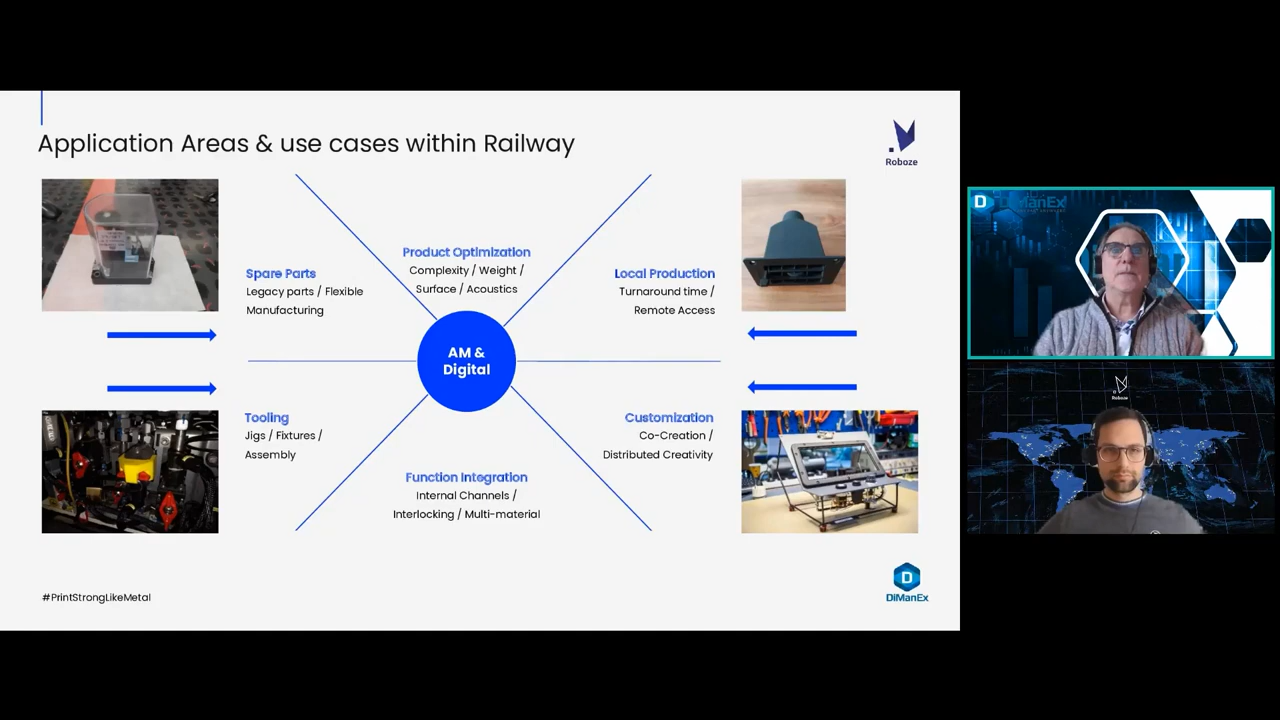 Application Areas & use cases within Railway
Roboze
Product Optimization
Complexity / Weight /
Surface / Acoustics
Spare Parts
Legacy parts / Flexible
Manufacturing
Local Production
Turnaround time /
Remote Access
AM &
Digital
Tooling
Jigs / Fixtures /
Assembly
Customization
Co-Creation /
Distributed Creativity
Function Integration
Internal Channels /
Interlocking / Multi-material
#PrintStrongLikeMetal
D
DiManEx
D DiManEx
Roboze